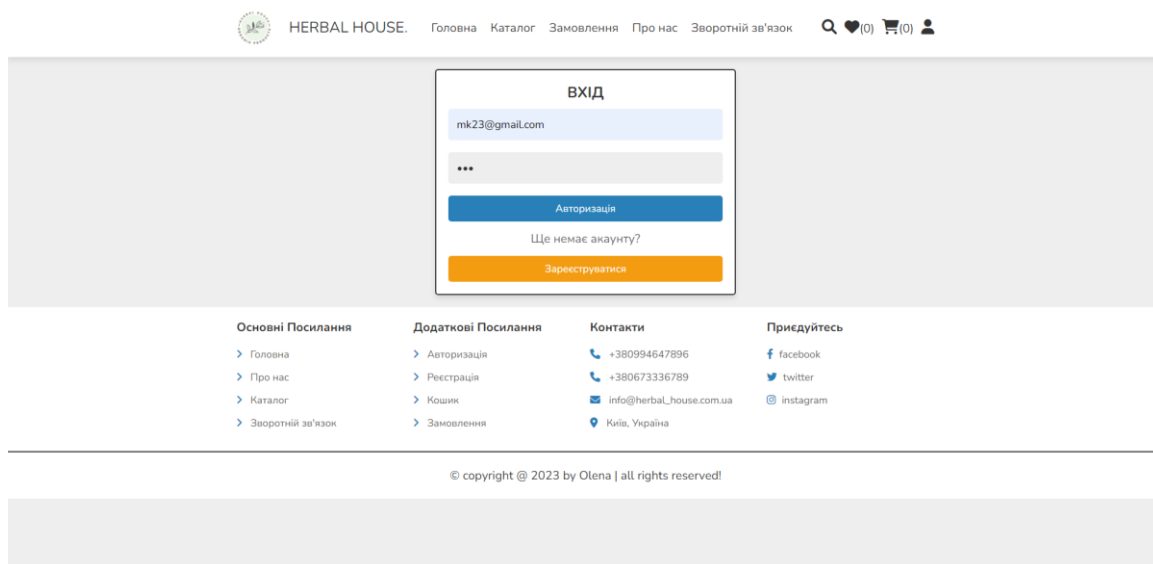 HERBAL HOUSE. Головна Каталог Замовлення Про нас Зворотній зв'язок (0) (0)
ВХІД
mk23@gmail.com
•••
Авторизація
Ще немає акаунту?
Зареєструватися
Основні Посилання
Головна
Про нас
Каталог
Зворотній зв'язок
Додаткові Посилання
Авторизація
Реєстрація
Кошик
Замовлення
Контакти
+380994647896
+380673336789
info@herbal_house.com.ua
Київ, Україна
Приєдуйтесь
facebook
twitter
instagram
© copyright @ 2023 by Olena | all rights reserved!